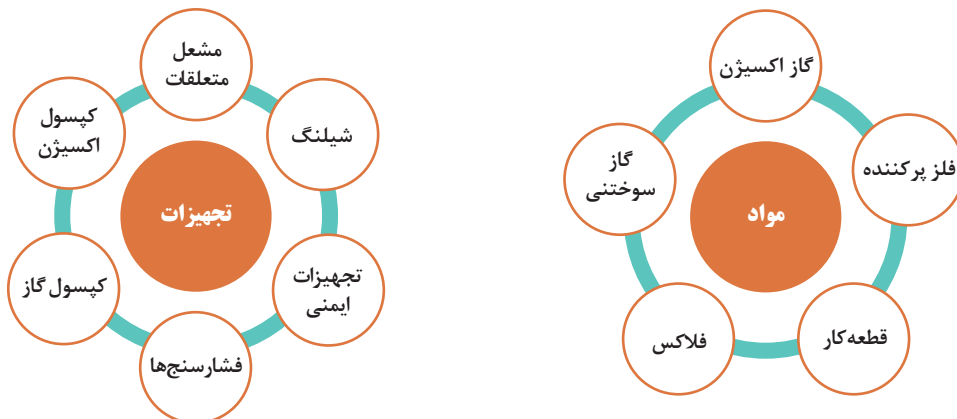 مواد
گاز اکسیژن
فلز پرکننده
قطعه‌کار
فلاکس
گاز
سوختنی
تجهیزات
مشعل
متعلقات
شیلنگ
تجهیزات
ایمنی
فشارسنج‌ها
کپسول گاز
کپسول
اکسیژن